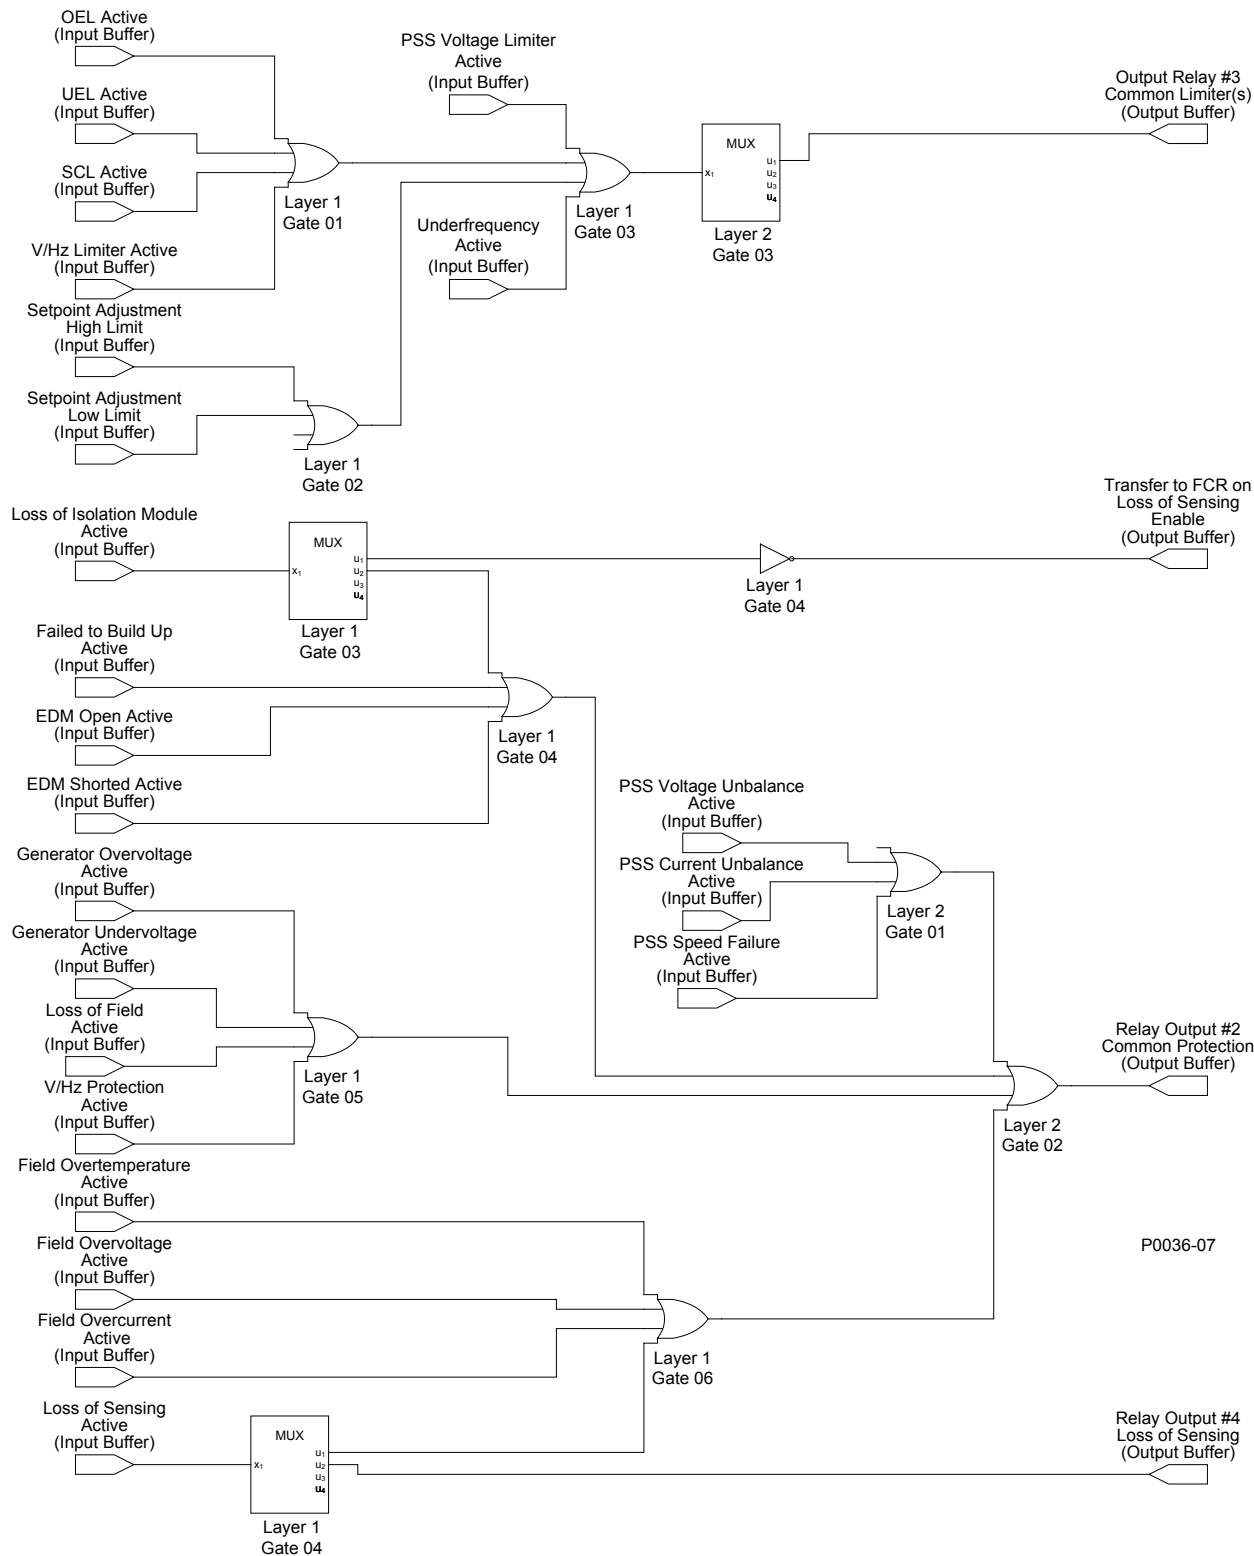 OEL Active
(Input Buffer)
UEL Active
(Input Buffer)
SCL Active
(Input Buffer)
V/Hz Limiter Active
(Input Buffer)
Setpoint Adjustment
High Limit
(Input Buffer)
Setpoint Adjustment
Low Limit
(Input Buffer)
Layer 1
Gate 01
Layer 1
Gate 02
PSS Voltage Limiter
Active
(Input Buffer)
Underfrequency
Active
(Input Buffer)
Layer 1
Gate 03
MUX
x1
u1
u2
u3
u4
Layer 2
Gate 03
Output Relay #3
Common Limiter(s)
(Output Buffer)
Loss of Isolation Module
Active
(Input Buffer)
MUX
x1
u1
u2
u3
u4
Layer 1
Gate 03
Layer 1
Gate 04
Transfer to FCR on
Loss of Sensing
Enable
(Output Buffer)
Failed to Build Up
Active
(Input Buffer)
EDM Open Active
(Input Buffer)
EDM Shorted Active
(Input Buffer)
Layer 1
Gate 04
PSS Voltage Unbalance
Active
(Input Buffer)
PSS Current Unbalance
Active
(Input Buffer)
PSS Speed Failure
Active
(Input Buffer)
Layer 2
Gate 01
Generator Overvoltage
Active
(Input Buffer)
Generator Undervoltage
Active
(Input Buffer)
Loss of Field
Active
(Input Buffer)
V/Hz Protection
Active
(Input Buffer)
Layer 1
Gate 05
Relay Output #2
Common Protection
(Output Buffer)
Layer 2
Gate 02
Field Overtemperature
Active
(Input Buffer)
Field Overvoltage
Active
(Input Buffer)
Field Overcurrent
Active
(Input Buffer)
Layer 1
Gate 06
P0036-07
Loss of Sensing
Active
(Input Buffer)
MUX
x1
u1
u2
u3
u4
Layer 1
Gate 04
Relay Output #4
Loss of Sensing
(Output Buffer)